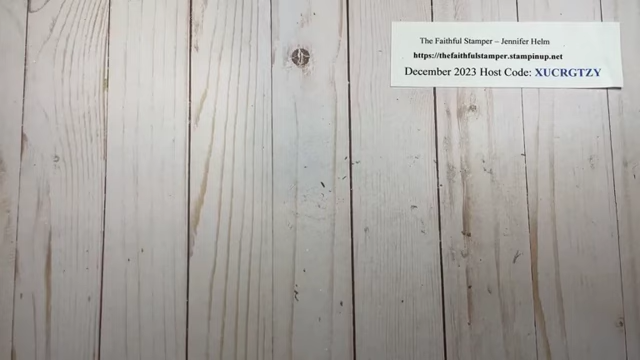 The Faithful Stamper – Jennifer Helm
https://thefaithfulstamper.stampinup.net
December 2023 Host Code: XUCRGTZY